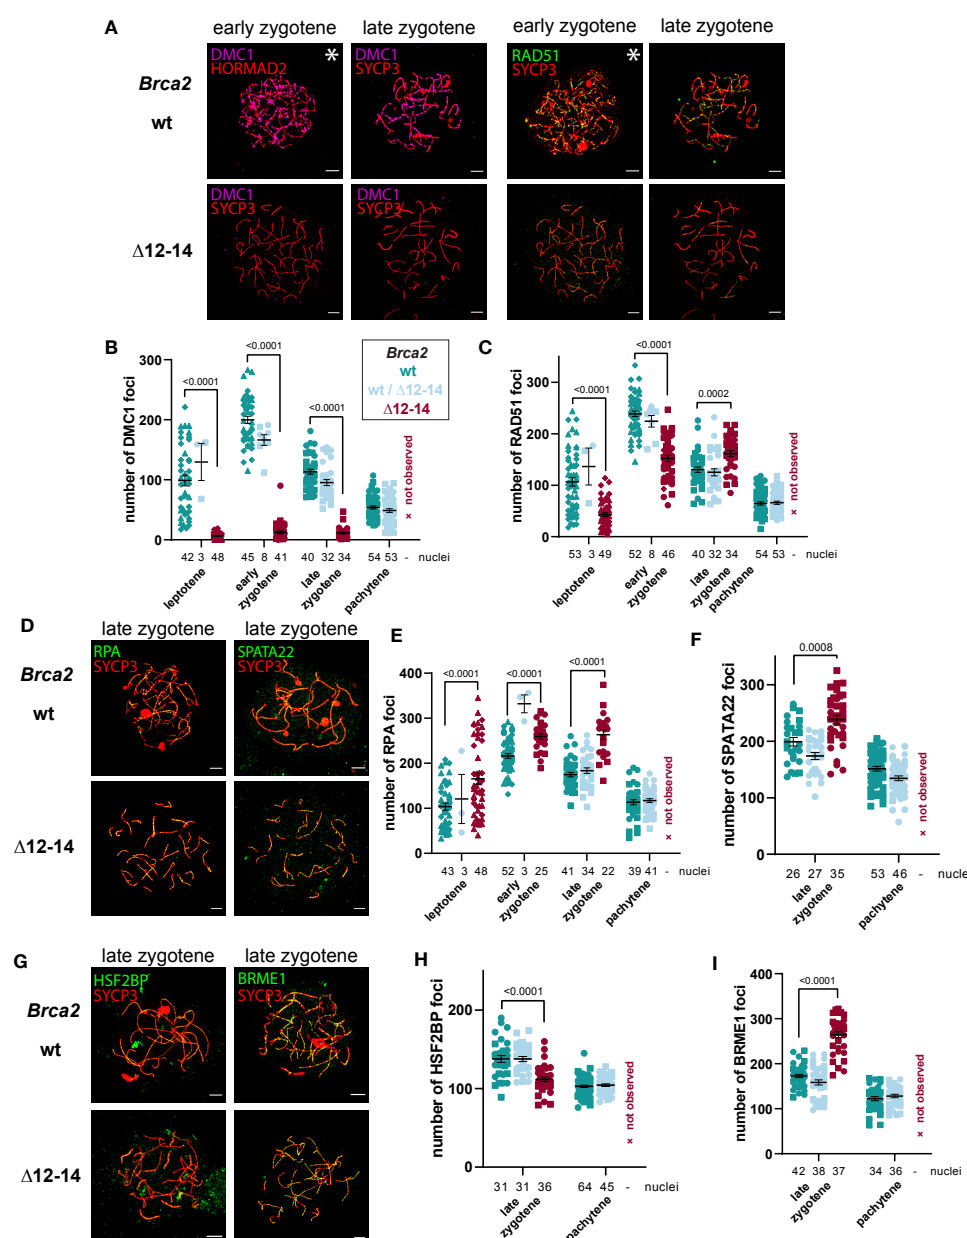 A
early zygotene late zygotene early zygotene late zygotene
Brca2
wt
DMC1
HORMAD2
*
DMC1
SYCP3
RAD51
SYCP3
*
Δ12-14
DMC1
SYCP3
DMC1
SYCP3
B
number of DMC1 foci
300
200
100
0
<0.0001
<0.0001
<0.0001
× not observed
42 3 48 45 8 41 40 32 34 54 53 - nuclei
leptotene
early
zygotene
late
zygotene
pachytene
Brca2
wt
wt / Δ12-14
Δ12-14
C
number of RAD51 foci
300
200
100
0
<0.0001
<0.0001
0.0002
× not observed
53 3 49 52 8 46 40 32 34 54 53 - nuclei
leptotene
early
zygotene
late
zygotene
pachytene
D
late zygotene late zygotene
Brca2
wt
RPA
SYCP3
SPATA22
SYCP3
Δ12-14
E
number of RPA foci
400
300
200
100
0
<0.0001
<0.0001
<0.0001
× not observed
43 3 48 52 3 25 41 34 22 39 41 - nuclei
leptotene
early
zygotene
late
zygotene
pachytene
F
number of SPATA22 foci
300
200
100
0
0.0008
× not observed
26 27 35 53 46 - nuclei
late
zygotene
pachytene
G
late zygotene late zygotene
Brca2
wt
HSF2BP
SYCP3
BRME1
SYCP3
Δ12-14
H
number of HSF2BP foci
200
100
0
<0.0001
× not observed
31 31 36 64 45 - nuclei
late
zygotene
pachytene
I
number of BRME1 foci
400
300
200
100
0
<0.0001
× not observed
42 38 37 34 36 - nuclei
late
zygotene
pachytene